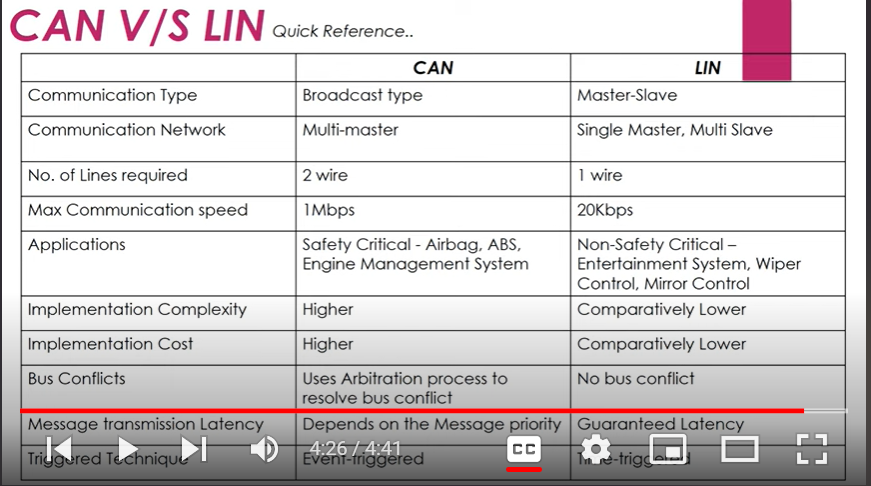 CAN V/S LIN Quick Reference..
CAN LIN
Communication Type Broadcast type Master-Slave
Communication Network Multi-master Single Master, Multi Slave
No. of Lines required 2 wire 1 wire
Max Communication speed 1Mbps 20Kbps
Applications Safety Critical - Airbag, ABS, Non-Safety Critical –
Engine Management System Entertainment System, Wiper
Control, Mirror Control
Implementation Complexity Higher Comparatively Lower
Implementation Cost Higher Comparatively Lower
Bus Conflicts Uses Arbitration process to No bus conflict
resolve bus conflict
Message transmission Latency Depends on the Message priority Guaranteed Latency
4:26 / 4:41 CC
Triggered Technique Event-triggered Time-triggered